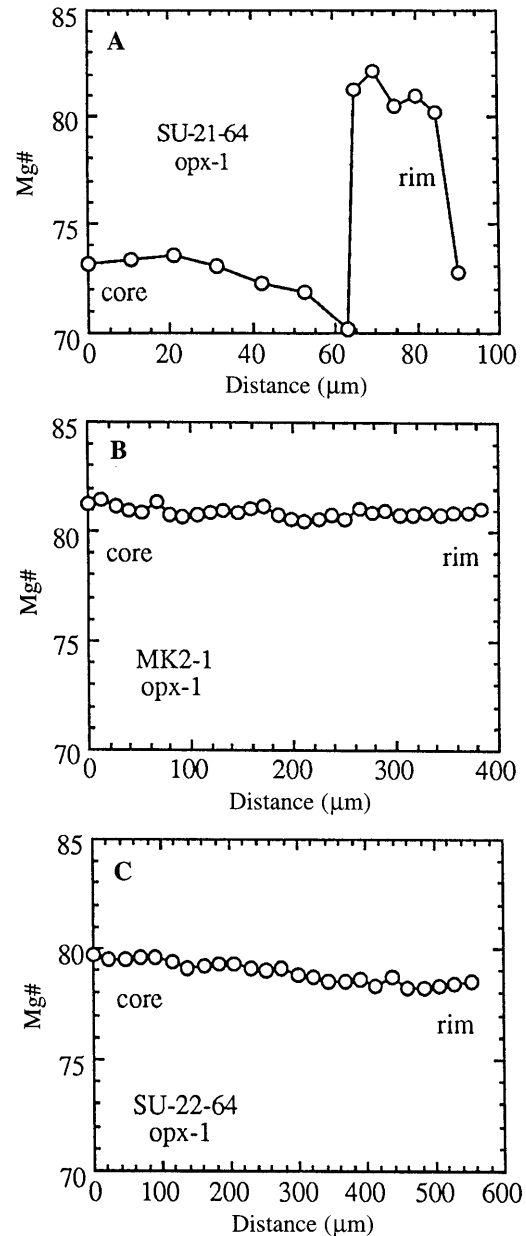 85
A
80
SU-21-64
opx-1
Mg#
rim
75
core
70
0 20 40 60 80 100
Distance (μm)
85
B
80
core rim
Mg#
75
MK2-1
opx-1
70
0 100 200 300 400
Distance (μm)
85
C
80
core
rim
Mg#
75
SU-22-64
opx-1
70
0 100 200 300 400 500 600
Distance (μm)